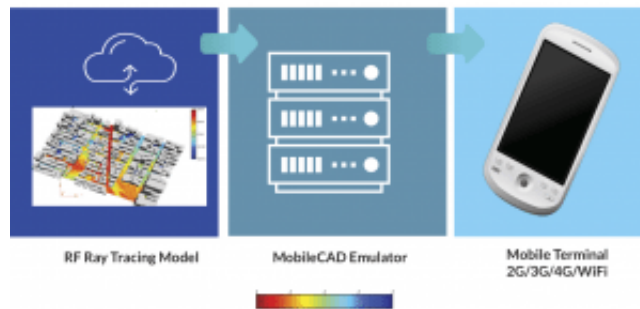 RF Ray Tracing Model
MobileCAD Emulator
Mobile Terminal
2G/3G/4G/WiFi